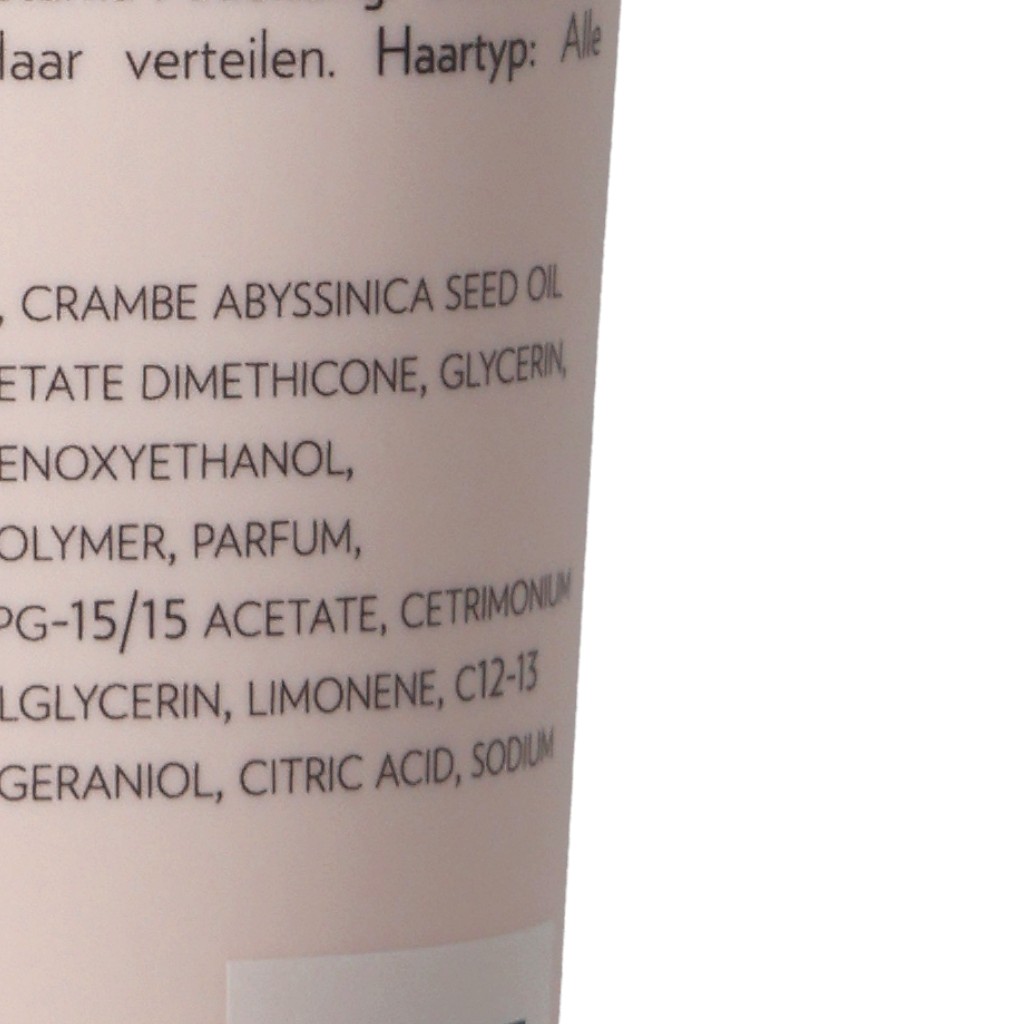 verteilen. Haartyp: Alle
, CRAMBE ABYSSINICA SEED OIL
ETATE DIMETHICONE, GLYCERIN,
ENOXYETHANOL,
OLYMER, PARFUM,
PG-15/15 ACETATE, CETRIMONIUM
LGLYCERIN, LIMONENE, C12-13
GERANIOL, CITRIC ACID, SODIUM